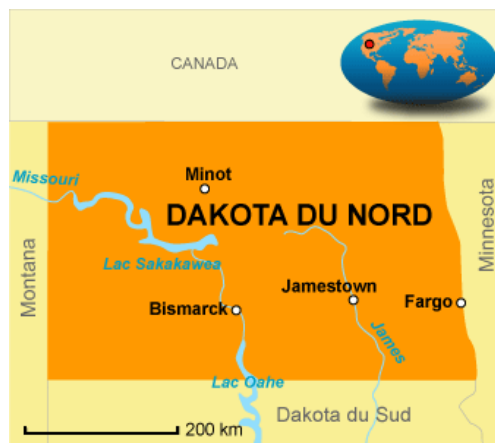 CANADA
Missouri
Minot
DAKOTA DU NORD
Minnesota
Montana
Lac Sakakawea
Jamestown
Bismarck
Fargo
James
Lac Oahe
Dakota du Sud
200 km